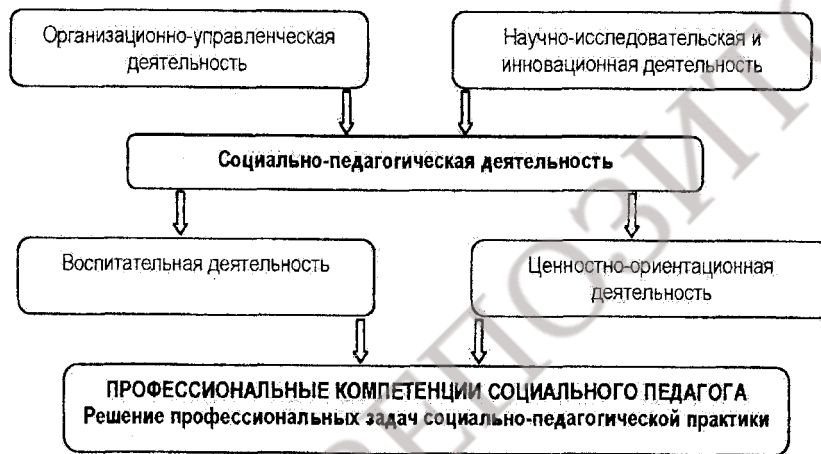 Организационно-управленческая
деятельность
Научно-исследовательская и
инновационная деятельность
Социально-педагогическая деятельность
Воспитательная деятельность
Ценностно-ориентационная
деятельность
ПРОФЕССИОНАЛЬНЫЕ КОМПЕТЕНЦИИ СОЦИАЛЬНОГО ПЕДАГОГА
Решение профессиональных задач социально-педагогической практики
РЕПОЗИТО